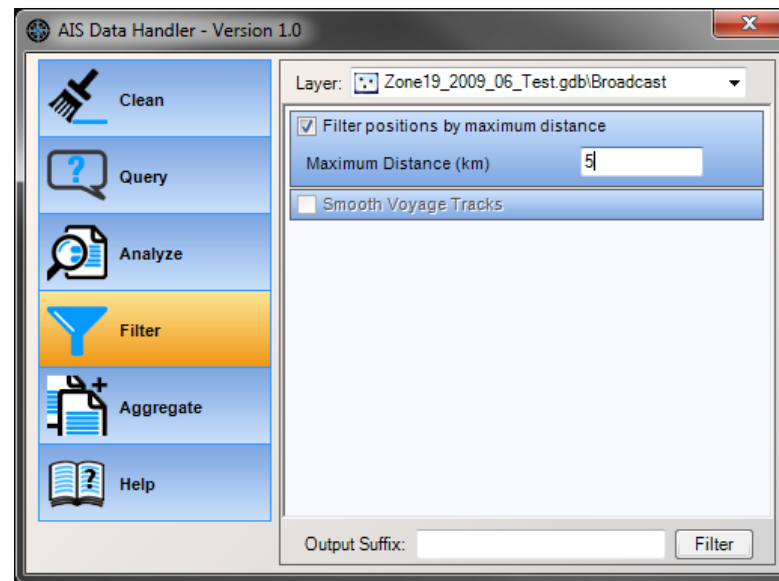 AIS Data Handler - Version 1.0
Clean
Query
Analyze
Filter
Aggregate
Help
Layer: Zone19_2009_06_Test.gdb\Broadcast
Filter positions by maximum distance
Maximum Distance (km) 5
Smooth Voyage Tracks
Output Suffix: Filter